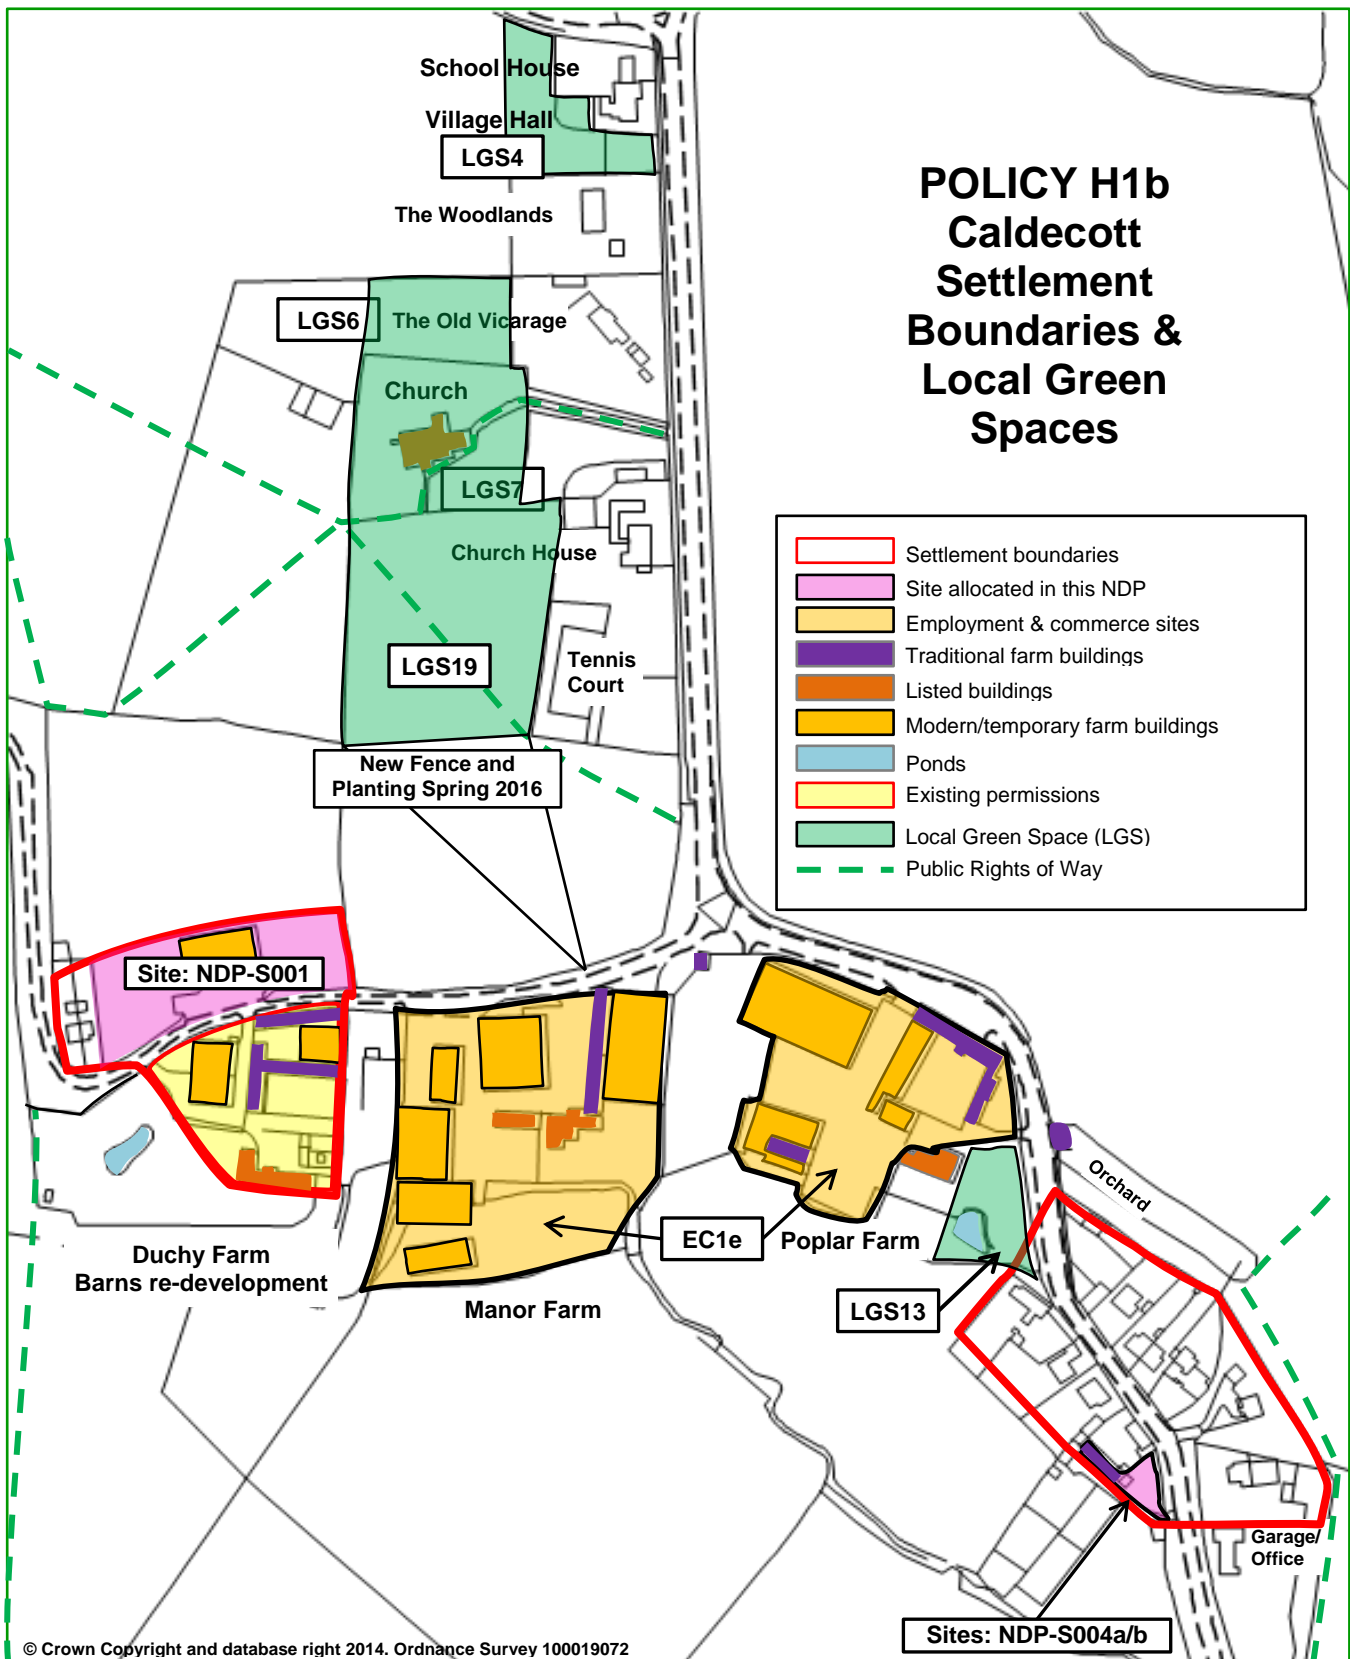 School House
Village Hall
LGS4
The Woodlands
POLICY H1b
Caldecott
Settlement
Boundaries &
Local Green
Spaces
LGS6
The Old Vicarage
Church
LGS7
Church House
LGS19
Tennis
Court
New Fence and
Planting Spring 2016
Settlement boundaries
Site allocated in this NDP
Employment & commerce sites
Traditional farm buildings
Listed buildings
Modern/temporary farm buildings
Ponds
Existing permissions
Local Green Space (LGS)
Public Rights of Way
Site: NDP-S001
Orchard
EC1e
Poplar Farm
Duchy Farm
Barns re-development
Manor Farm
LGS13
Garage/
Office
Sites: NDP-S004a/b
© Crown Copyright and database right 2014. Ordnance Survey 100019072